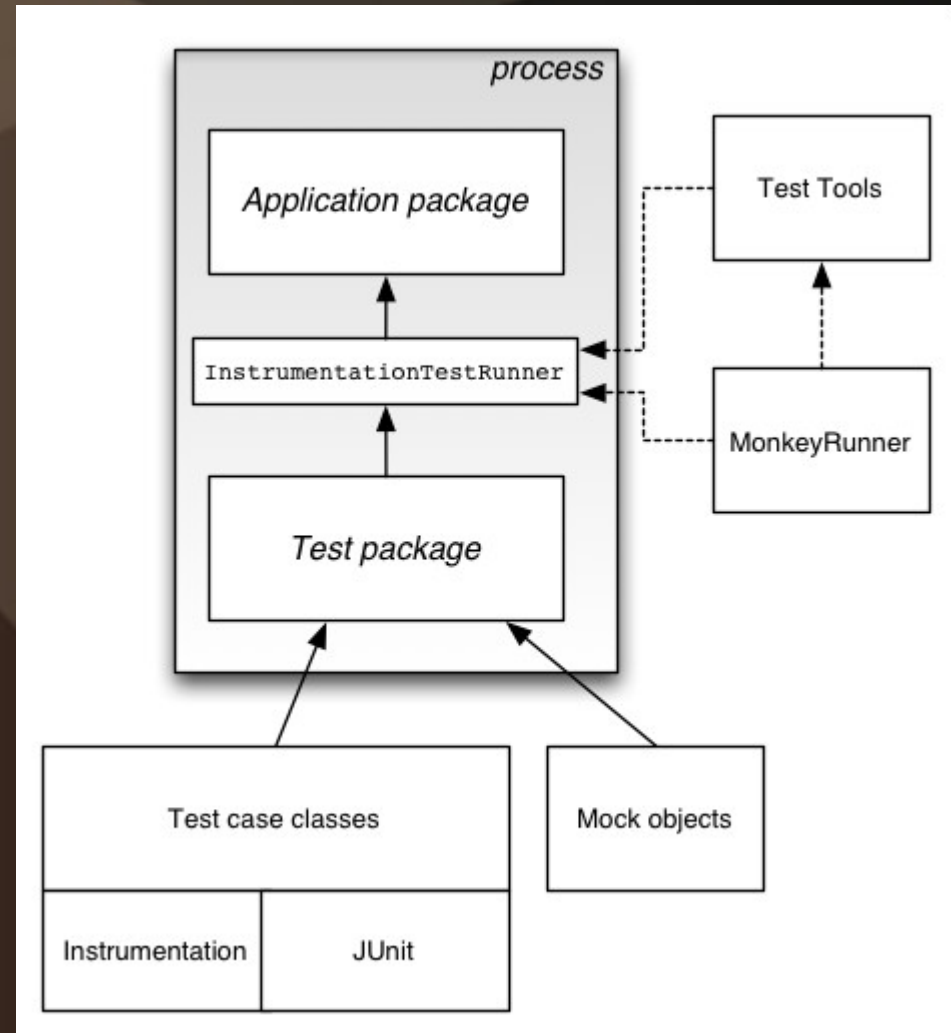 process
Application package
Test Tools
InstrumentationTestRunner
MonkeyRunner
Test package
Test case classes
Mock objects
Instrumentation
JUnit